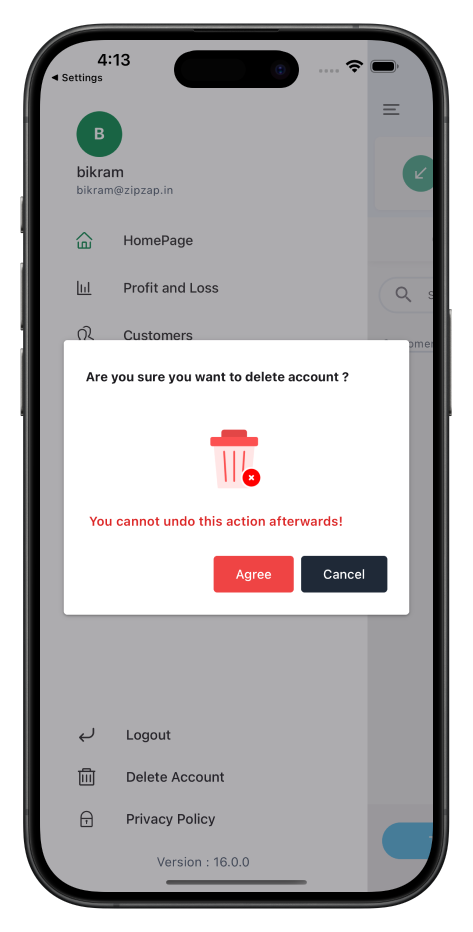 4:13
Settings
B
bikram
bikram@zipzap.in
HomePage
Profit and Loss
Customers
Are you sure you want to delete account ?
You cannot undo this action afterwards!
Agree
Cancel
Logout
Delete Account
Privacy Policy
Version : 16.0.0